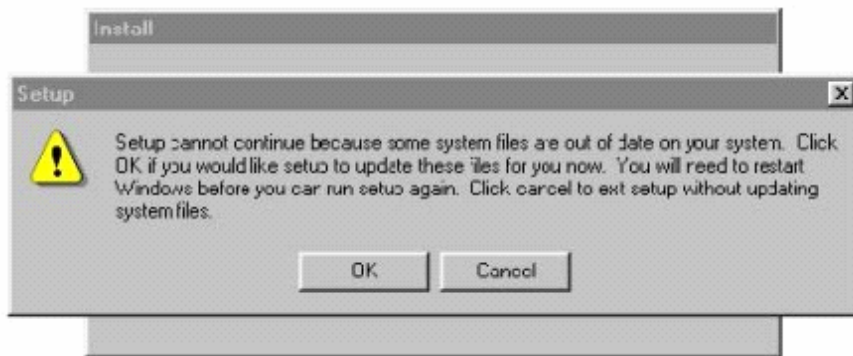 Install
Setup
Setup cannot continue because some system files are out of date on your system. Click
OK if you would like setup to update these files for you now. You will need to restart
Windows before you can run setup again. Click cancel to exit setup without updating
system files.
OK
Cancel